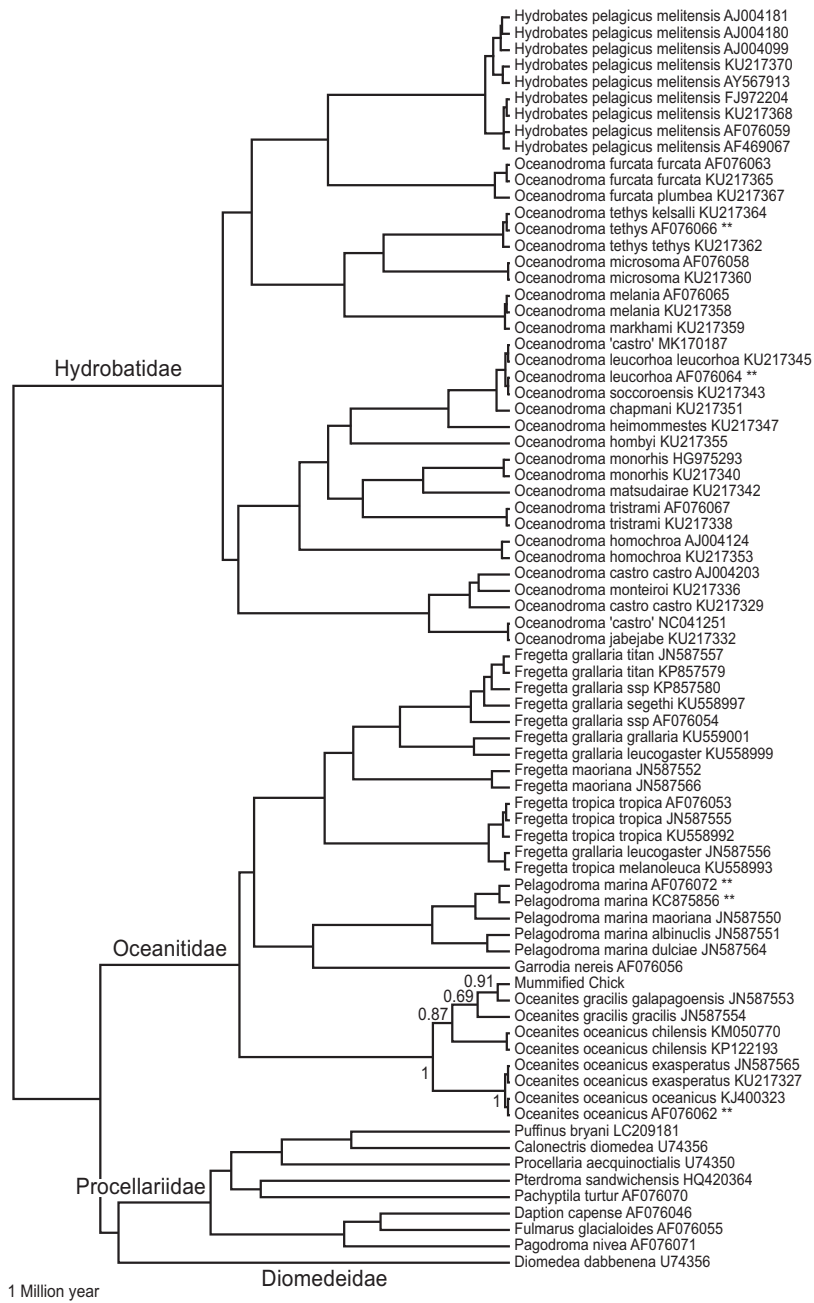 Hydrobates pelagicus melitensis AJ004181
Hydrobates pelagicus melitensis AJ004180
Hydrobates pelagicus melitensis AJ004099
Hydrobates pelagicus melitensis KU217370
Hydrobates pelagicus melitensis AY567913
Hydrobates pelagicus melitensis FJ972204
Hydrobates pelagicus melitensis KU217368
Hydrobates pelagicus melitensis AF076059
Hydrobates pelagicus melitensis AF469067
Oceanodroma furcata furcata AF076063
Oceanodroma furcata furcata KU217365
Oceanodroma furcata plumbea KU217367
Oceanodroma tethys kelsalli KU217364
Oceanodroma tethys AF076066 **
Oceanodroma tethys tethys KU217362
Oceanodroma microsoma AF076058
Oceanodroma microsoma KU217360
Oceanodroma melania AF076065
Oceanodroma melania KU217358
Oceanodroma markhami KU217359
Oceanodroma 'castro' MK170187
Oceanodroma leucorhoa leucorhoa KU217345
Hydrobatidae
Oceanodroma leucorhoa AF076064 **
Oceanodroma soccoroensis KU217343
Oceanodroma chapmani KU217351
Oceanodroma heimommestes KU217347
Oceanodroma hombyi KU217355
Oceanodroma monorhis HG975293
Oceanodroma monorhis KU217340
Oceanodroma matsudairae KU217342
Oceanodroma tristrami AF076067
Oceanodroma tristrami KU217338
Oceanodroma homochroa AJ004124
Oceanodroma homochroa KU217353
Oceanodroma castro castro AJ004203
Oceanodroma monteiroi KU217336
Oceanodroma castro castro KU217329
Oceanodroma 'castro' NC041251
Oceanodroma jabejabe KU217332
Fregetta grallaria titan JN587557
Fregetta grallaria titan KP857579
Fregetta grallaria ssp KP857580
Fregetta grallaria segethi KU558997
Fregetta grallaria ssp AF076054
Fregetta grallaria grallaria KU559001
Fregetta grallaria leucogaster KU558999
Fregetta maoriana JN587552
Fregetta maoriana JN587566
Fregetta tropica tropica AF076053
Fregetta tropica tropica JN587555
Fregetta tropica tropica KU558992
Fregetta grallaria leucogaster JN587556
Fregetta tropica melanoleuca KU558993
Pelagodroma marina AF076072 **
Pelagodroma marina KC875856 **
Pelagodroma marina maoriana JN587550
Pelagodroma marina albinuclis JN587551
Oceanitidae
Pelagodroma marina dulciae JN587564
Garrodia nereis AF076056
0.91
Mummified Chick
0.69
Oceanites gracilis galapagoensis JN587553
0.87
Oceanites gracilis gracilis JN587554
Oceanites oceanicus chilensis KM050770
Oceanites oceanicus chilensis KP122193
Oceanites oceanicus exasperatus JN587565
1
Oceanites oceanicus exasperatus KU217327
1
Oceanites oceanicus oceanicus KJ400323
Oceanites oceanicus AF076062 **
Puffinus bryani LC209181
Calonectris diomedea U74356
Procellaria aecquinoctialis U74350
Procellariidae
Pterdroma sandwichensis HQ420364
Pachyptila turtur AF076070
Daption capense AF076046
Fulmarus glacialoides AF076055
Pagodroma nivea AF076071
Diomedea dabbenena U74356
Diomedeidae
1 Million year